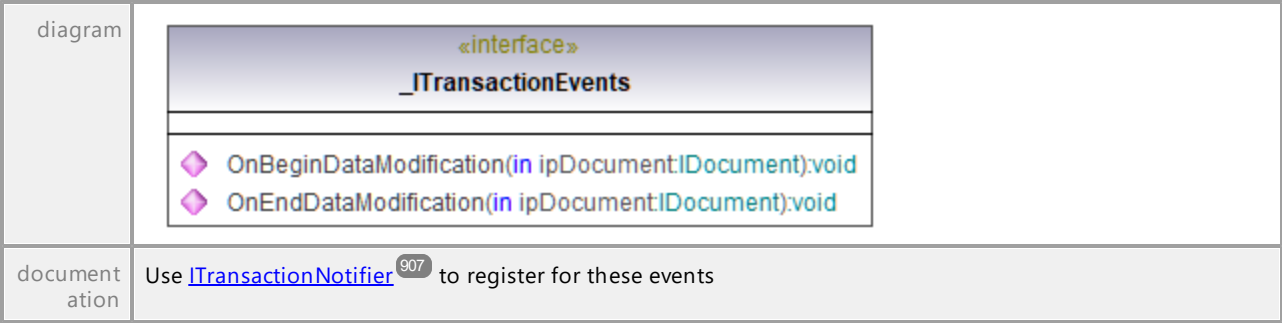 diagram
«interface»
_ITransactionEvents
OnBeginDataModification(in ipDocument:IDocument):void
OnEndDataModification(in ipDocument:IDocument):void
document
ation
Use ITransactionNotifier 907 to register for these events